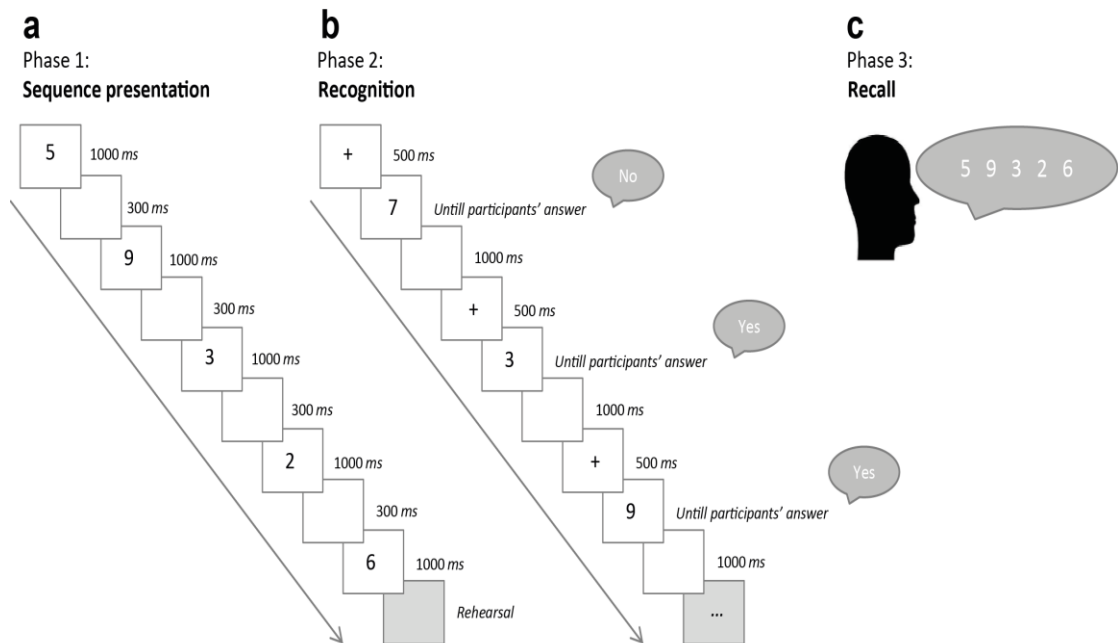 a
Phase 1:
Sequence presentation
5
1000 ms
300 ms
9
1000 ms
300 ms
3
1000 ms
300 ms
2
1000 ms
300 ms
6
1000 ms
Rehearsal
b
Phase 2:
Recognition
+
500 ms
No
7
Untill participants' answer
1000 ms
+
500 ms
Yes
3
Untill participants' answer
1000 ms
+
500 ms
Yes
9
Untill participants' answer
1000 ms
...
c
Phase 3:
Recall
5 9 3 2 6